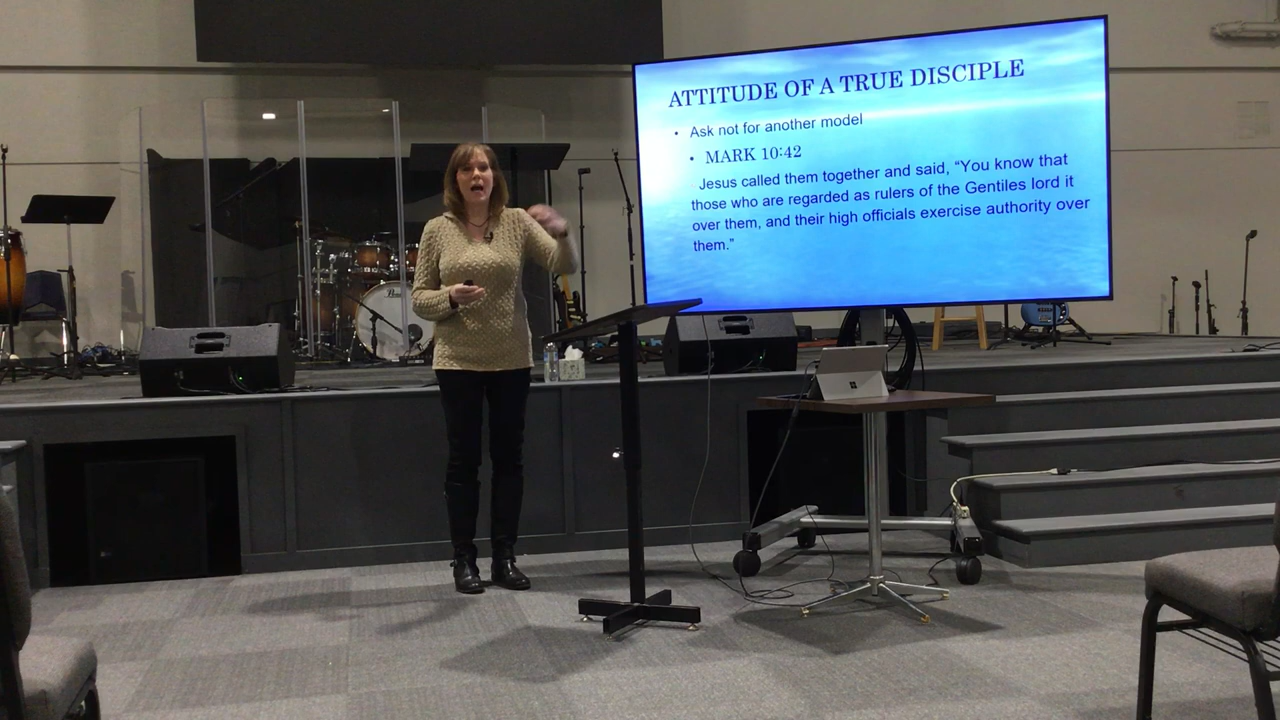 ATTITUDE OF A TRUE DISCIPLE
• Ask not for another model
• MARK 10:42
Jesus called them together and said, “You know that
those who are regarded as rulers of the Gentiles lord it
over them, and their high officials exercise authority over
them.”